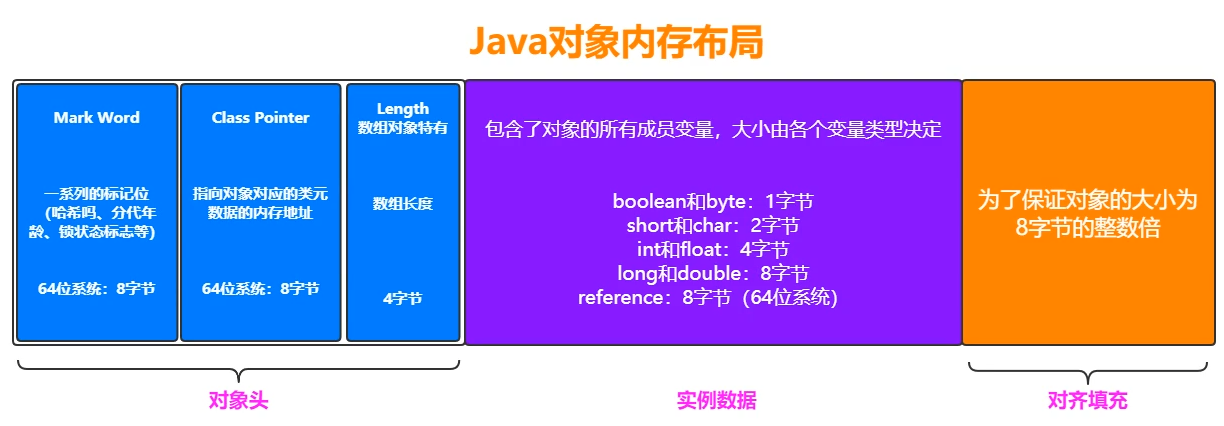 Java对象内存布局
Mark Word
一系列的标记位
（哈希吗、分代年
龄、锁状态标志等）
64位系统：8字节
Class Pointer
指向对象对应的类元
数据的内存地址
64位系统：8字节
Length
数组对象特有
数组长度
4字节
包含了对象的所有成员变量，大小由各个变量类型决定
boolean和byte：1字节
short和char：2字节
int和float：4字节
long和double：8字节
reference：8字节（64位系统）
为了保证对象的大小为
8字节的整数倍
对象头
实例数据
对齐填充